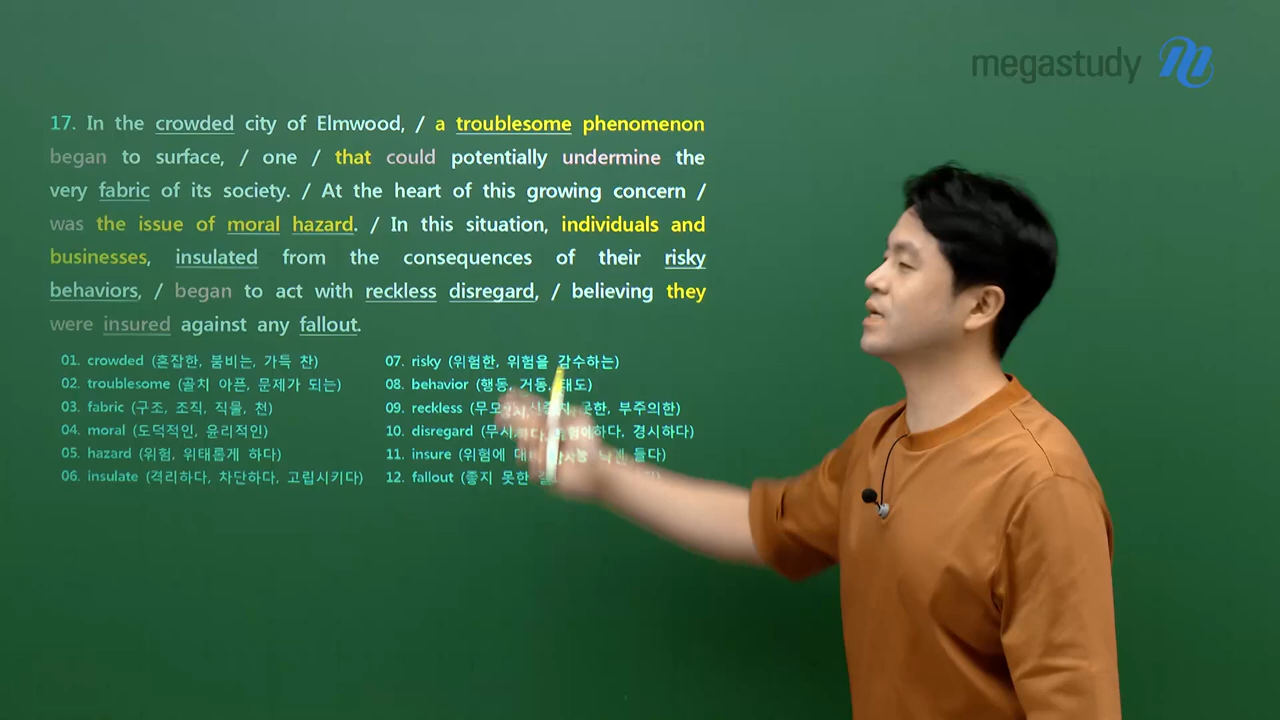 megastudy
17. In the crowded city of Elmwood, / a troublesome phenomenon
began to surface, / one / that could potentially undermine the
very fabric of its society. / At the heart of this growing concern /
was the issue of moral hazard. / In this situation, individuals and
businesses, insulated from the consequences of their risky
behaviors, / began to act with reckless disregard, / believing they
were insured against any fallout.
01. crowded (혼잡한, 붐비는, 가득 찬)
02. troublesome (골치 아픈, 문제가 되는)
03. fabric (구조, 조직, 직물, 천)
04. moral (도덕적인, 윤리적인)
05. hazard (위험, 위태롭게 하다)
06. insulate (격리하다, 차단하다, 고립시키다)
07. risky (위험한, 위험을 감수하는)
08. behavior (행동, 거동, 태도)
09. reckless 부주의한)
10. disregard 경시하다)
11. insure (위험에 들다)
12. fallout (좋지 못한